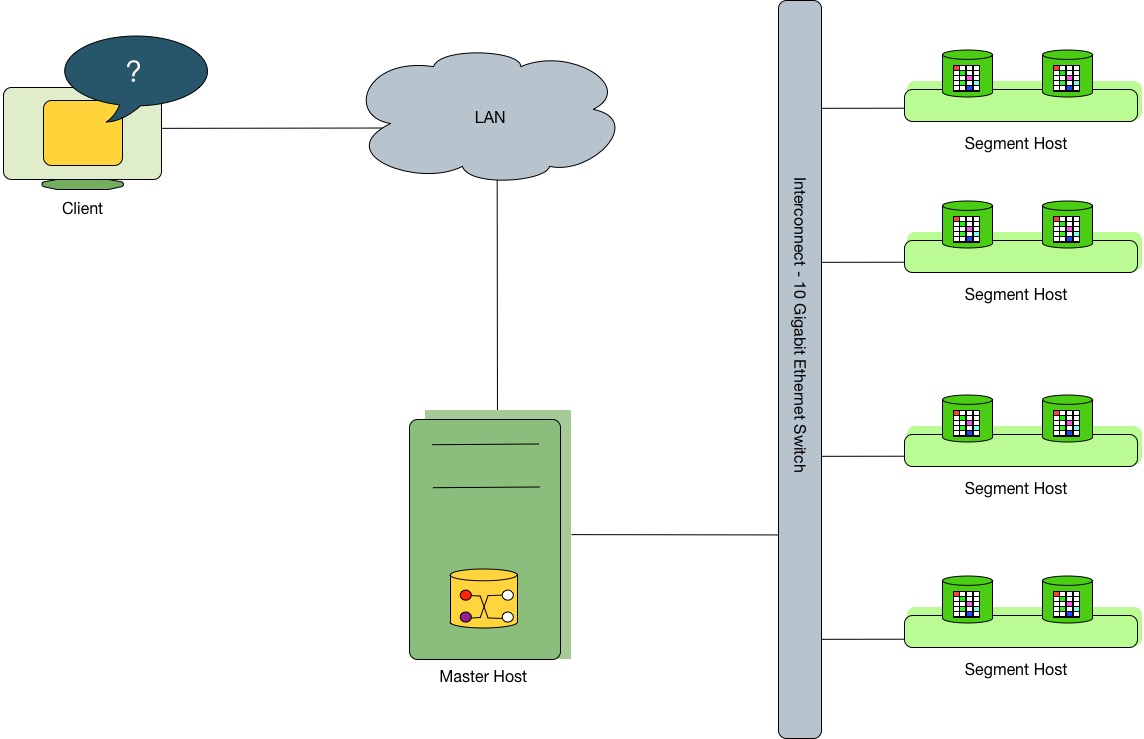 ?
LAN
Client
Interconnect - 10 Gigabit Ethernet Switch
Segment Host
Segment Host
Segment Host
Segment Host
Master Host